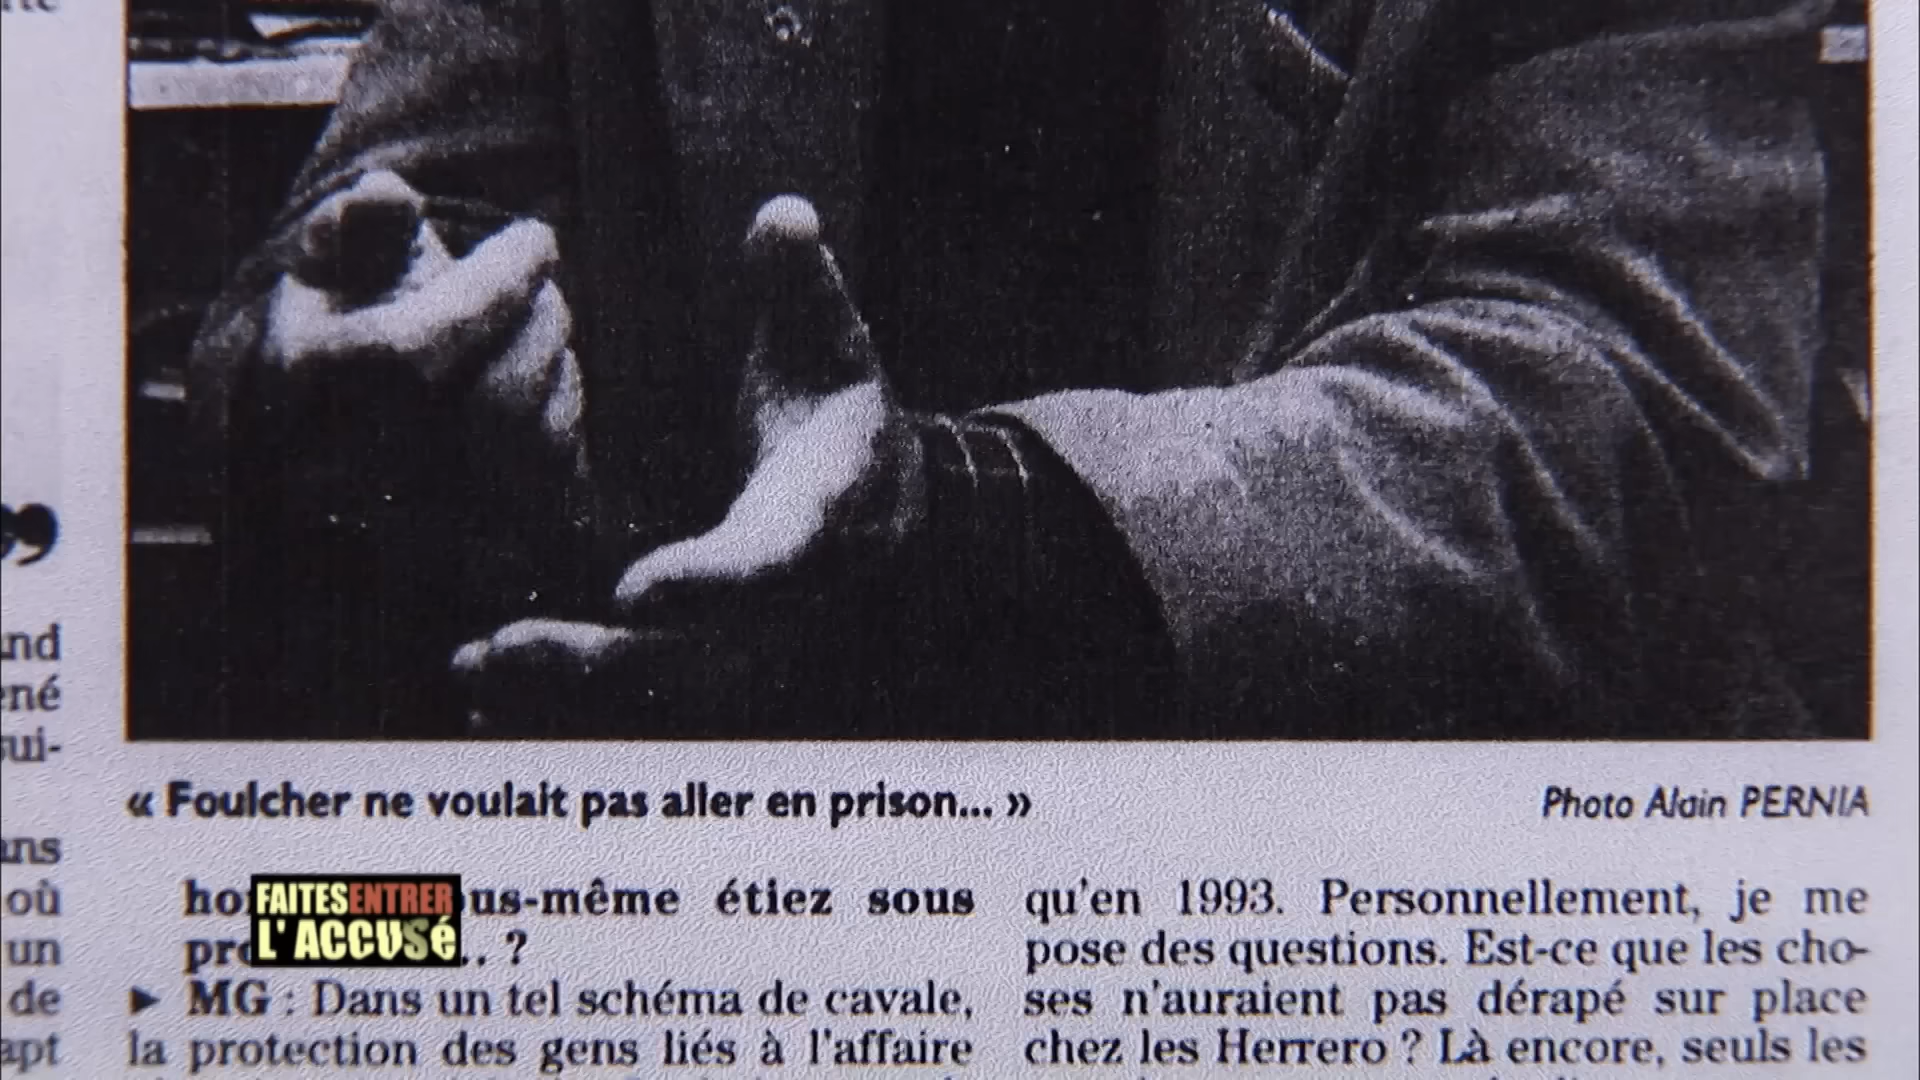 « Foulcher ne voulait pas aller en prison... »
Photo Alain PERNIA
nd
ené
sui-
ans
où
un
de
apt
ho
us-même étiez sous
pro
.. ?
► MG : Dans un tel schéma de cavale,
la protection des gens liés à l'affaire
qu'en 1993. Personnellement, je me
pose des questions. Est-ce que les cho-
ses n'auraient pas dérapé sur place
chez les Herrero ? Là encore, seuls les
FAITES ENTRER
L'ACCUSé